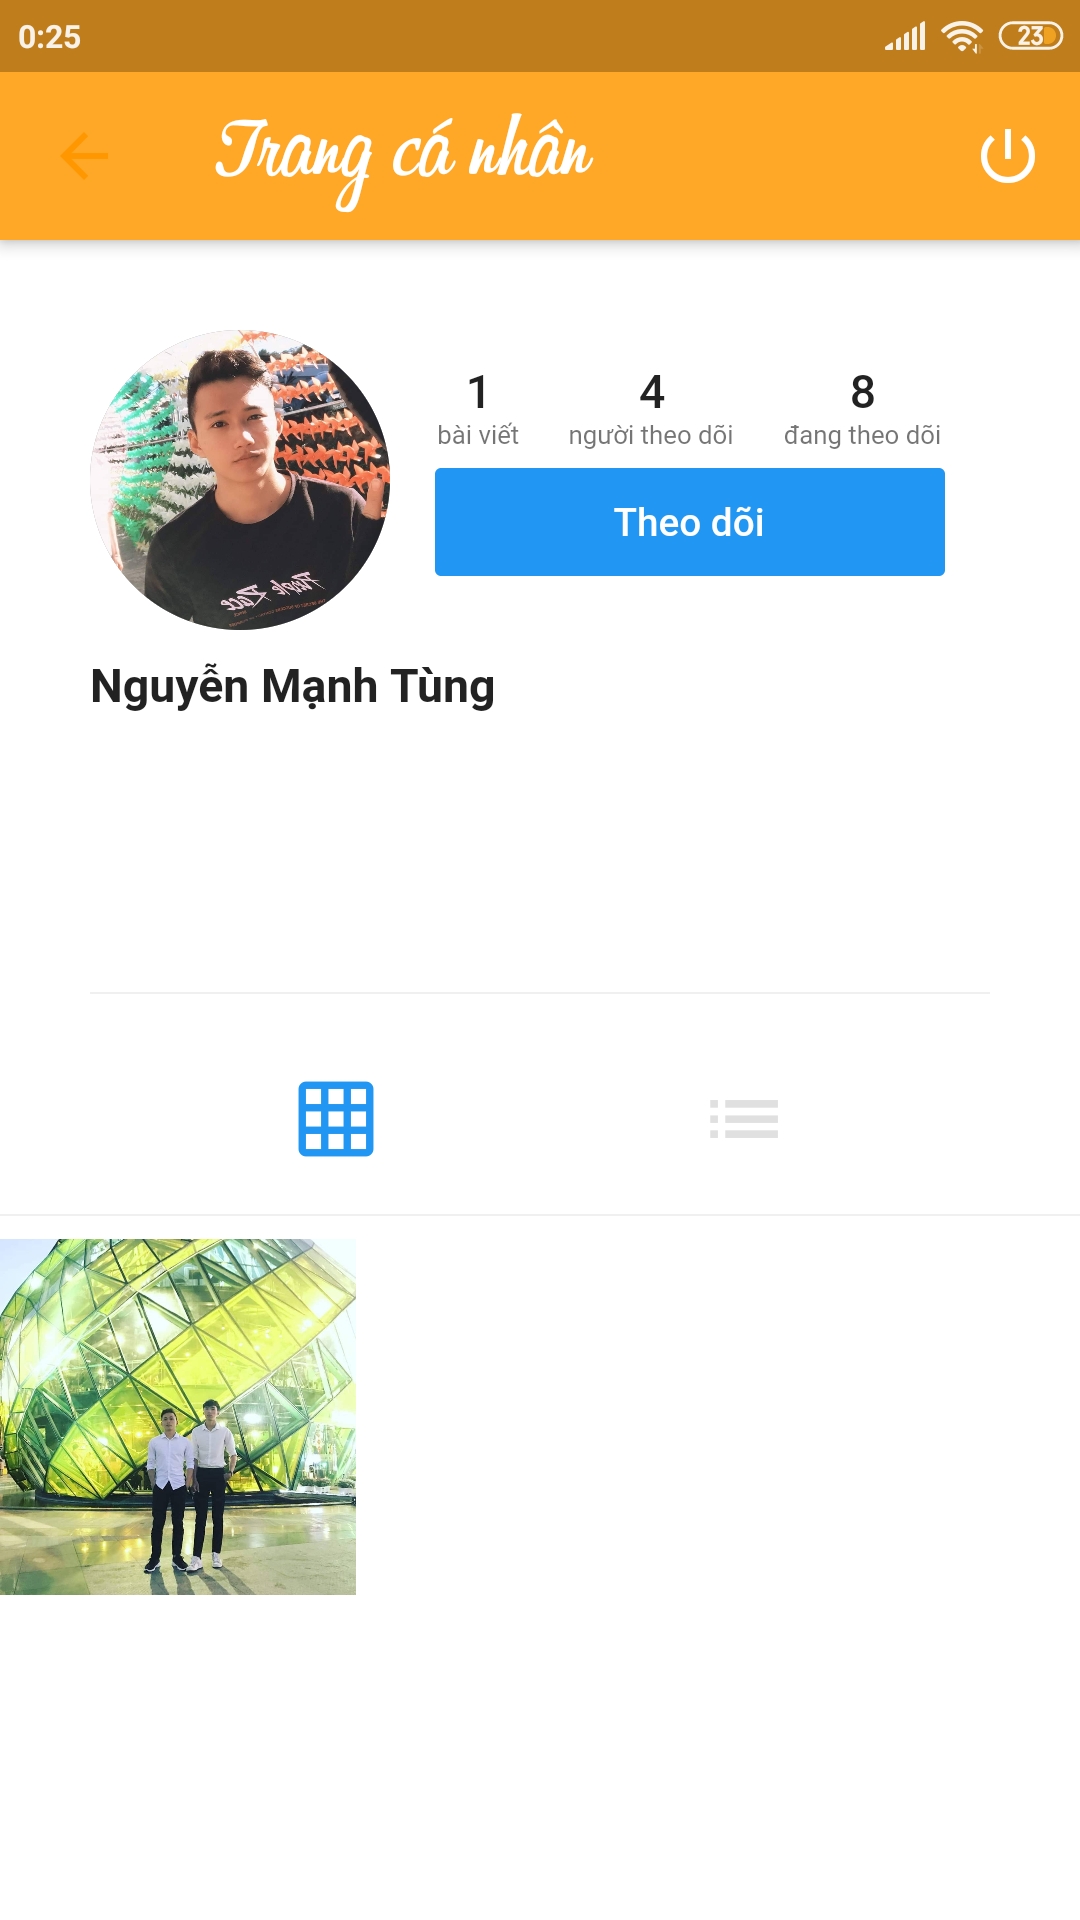 0:25
23
Trang cá nhân
1 4 8
bài viết người theo dõi đang theo dõi
Theo dõi
Nguyễn Mạnh Tùng